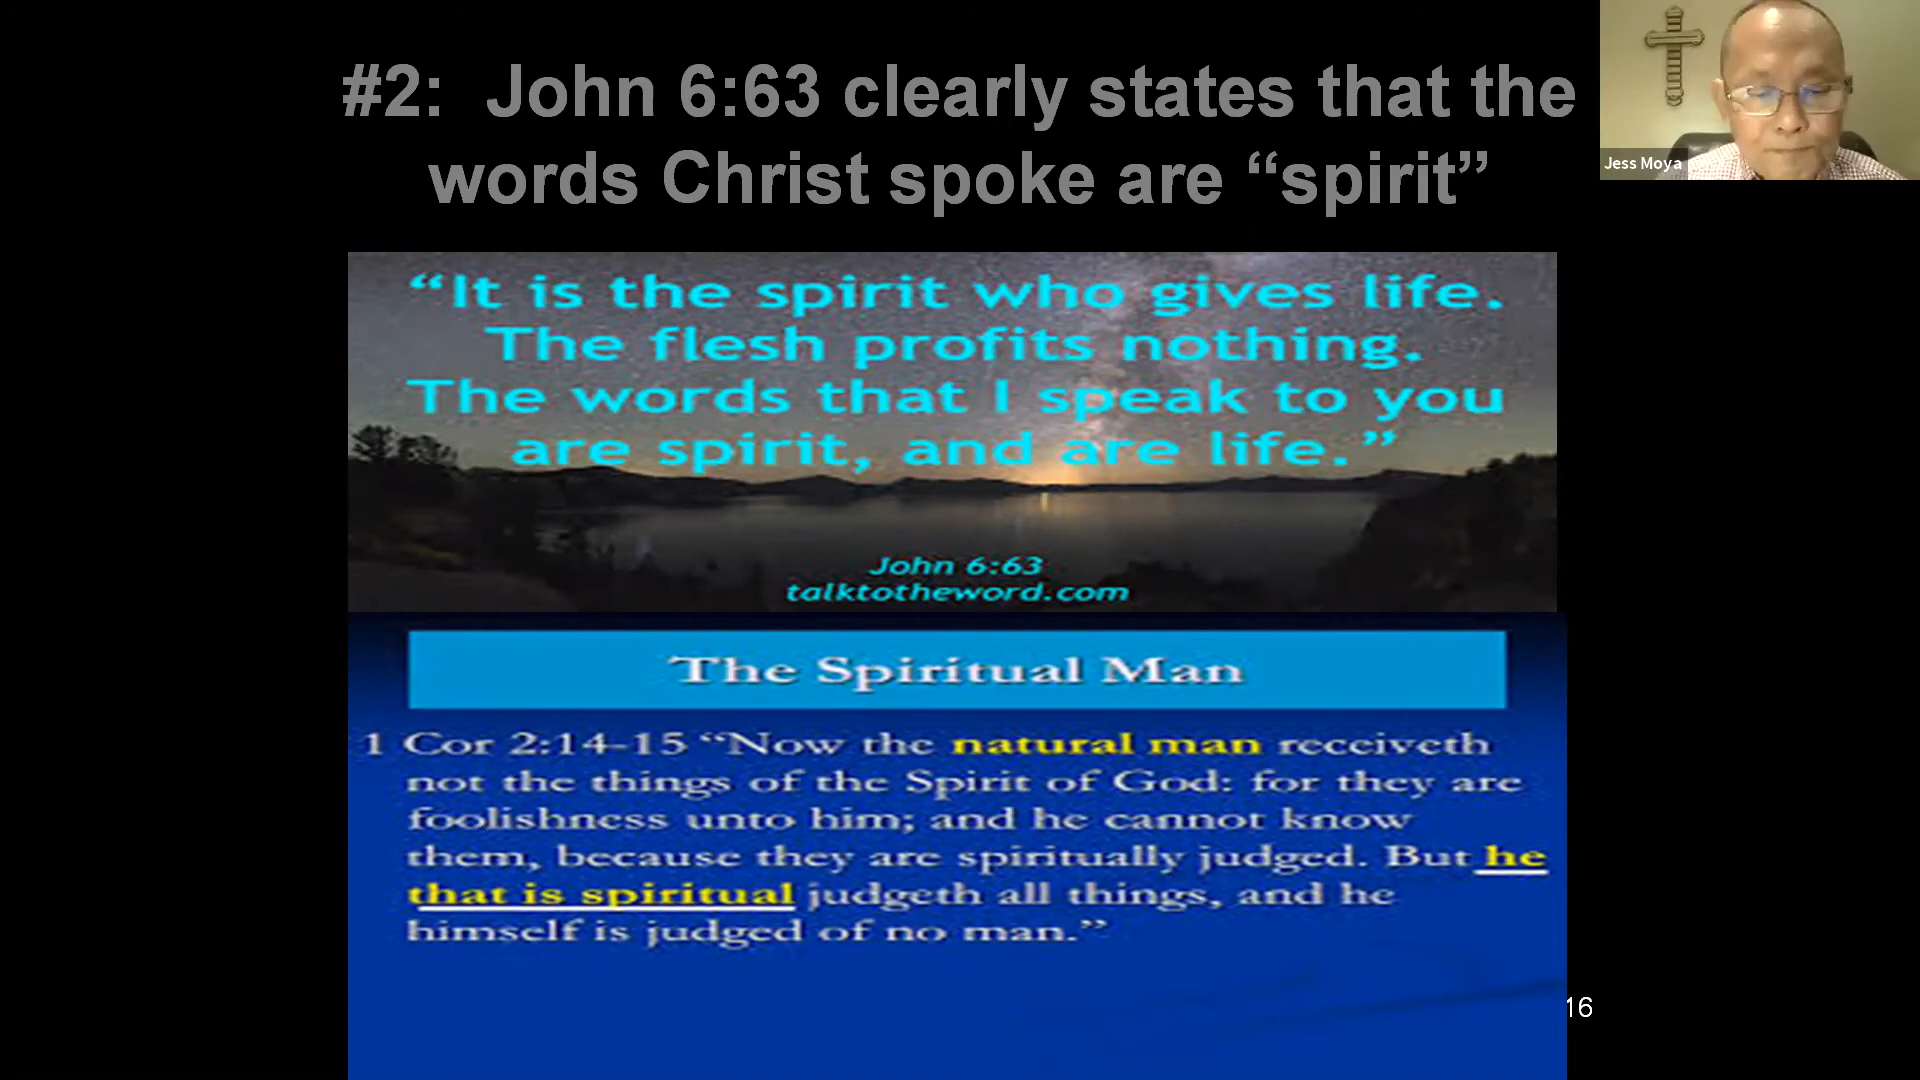 #2:  John 6:63 clearly states that the
words Christ spoke are “spirit”
Jess Moya
“It is the spirit who gives life.
The flesh profits nothing.
The words that I speak to you
are spirit, and are life.”
John 6:63
talktotheword.com
The Spiritual Man
1 Cor 2:14-15 “Now the natural man receiveth
not the things of the Spirit of God: for they are
foolishness unto him; and he cannot know
them, because they are spiritually judged. But he
that is spiritual judgeth all things, and he
himself is judged of no man.”
16